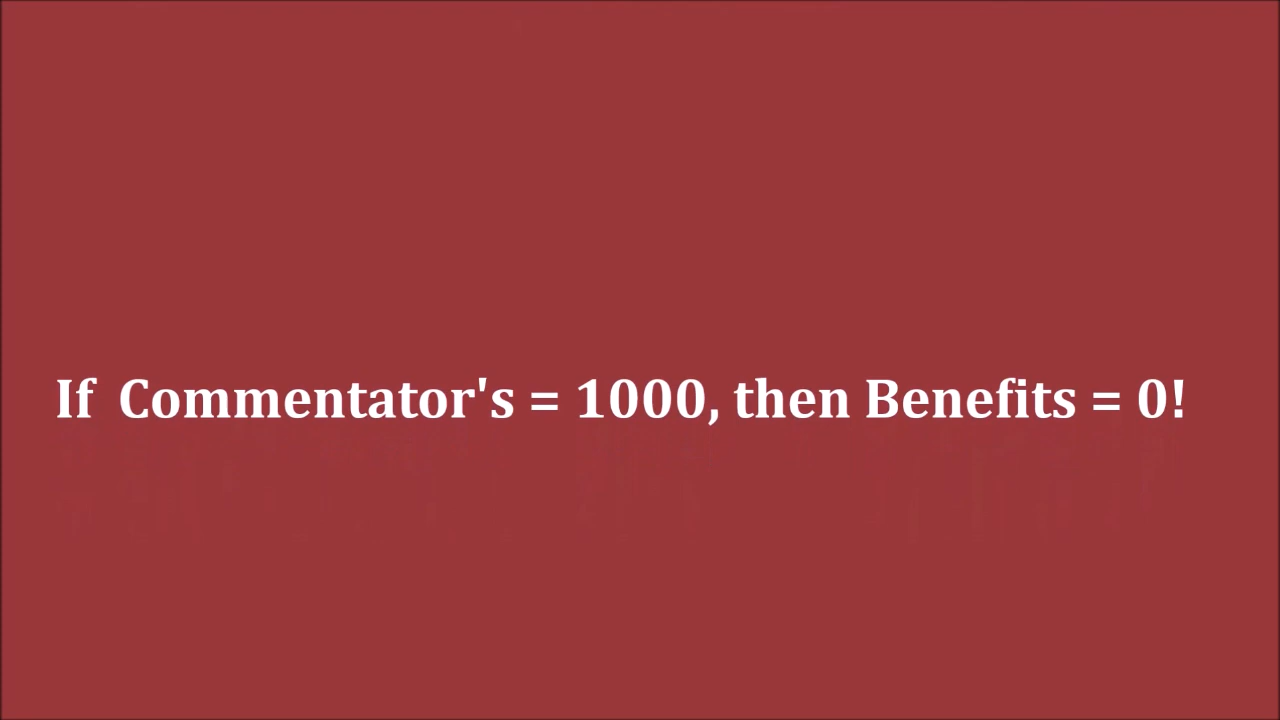 If  Commentator's = 1000, then Benefits = 0!